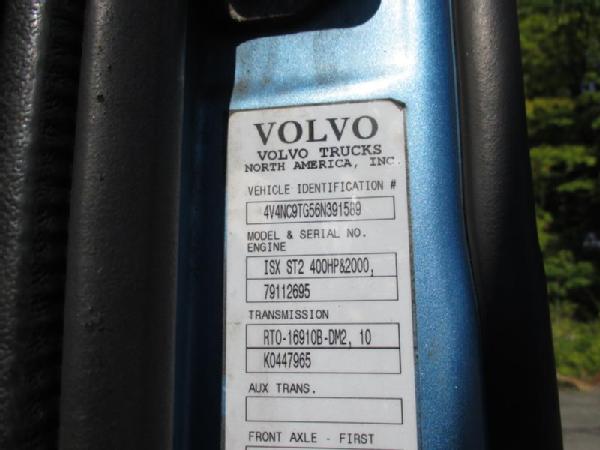 VOLVO
VOLVO TRUCKS
NORTH AMERICA, INC.
VEHICLE IDENTIFICATION #
4V4NC9TG56N391589
MODEL & SERIAL NO.
ENGINE
ISX ST2 400HP&2000,
79112695
TRANSMISSION
RTO-16910B-DM2, 10
K0447965
AUX TRANS.
FRONT AXLE - FIRST